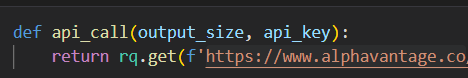 def api_call(output_size, api_key):
    return rq.get(f'https://www.alphavantage.co